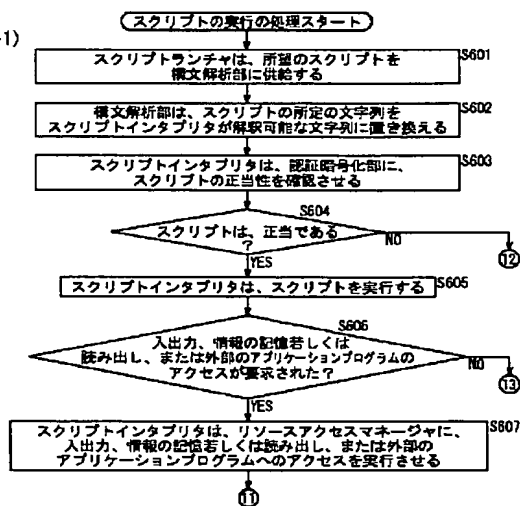 -1)
スクリプトの実行の処理スタート
スクリプトランチャは、所望のスクリプトを
構文解析部に供給する
S601
構文解析部は、スクリプトの所定の文字列を
スクリプトインタプリタが解釈可能な文字列に置き換える
S602
スクリプトインタプリタは、認証暗号化部に、
スクリプトの正当性を確認させる
S603
S604
スクリプトは、正当である
?
NO
⑫
YES
スクリプトインタプリタは、スクリプトを実行する
S605
S606
入出力、情報の記憶若しくは
読み出し、または外部のアプリケーションプログラムの
アクセスが要求された?
NO
⑬
YES
スクリプトインタプリタは、リソースアクセスマネージャに、
入出力、情報の記憶若しくは読み出し、または外部の
アプリケーションプログラムへのアクセスを実行させる
S607
⑪